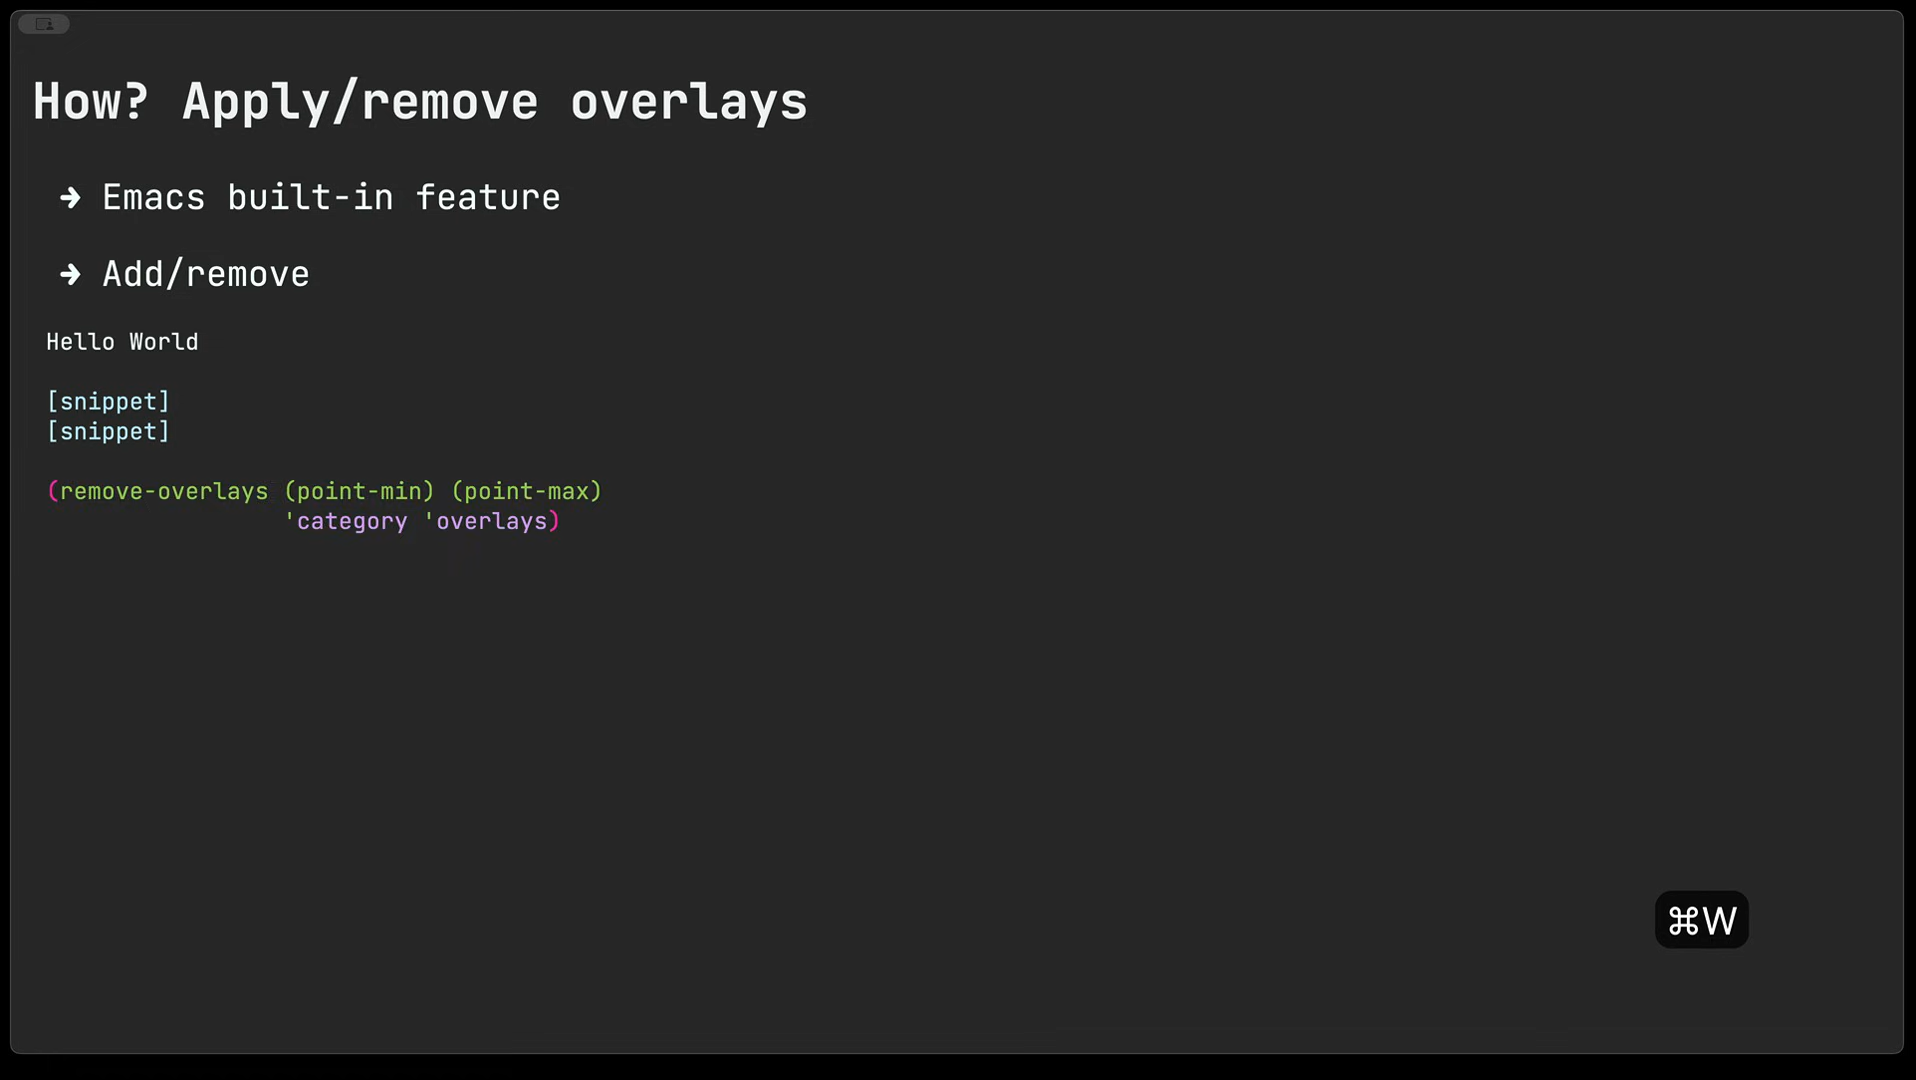 How? Apply/remove overlays
➔ Emacs built-in feature
➔ Add/remove
Hello World
[snippet]
[snippet]
(remove-overlays (point-min) (point-max)
'category 'overlays)
⌘W